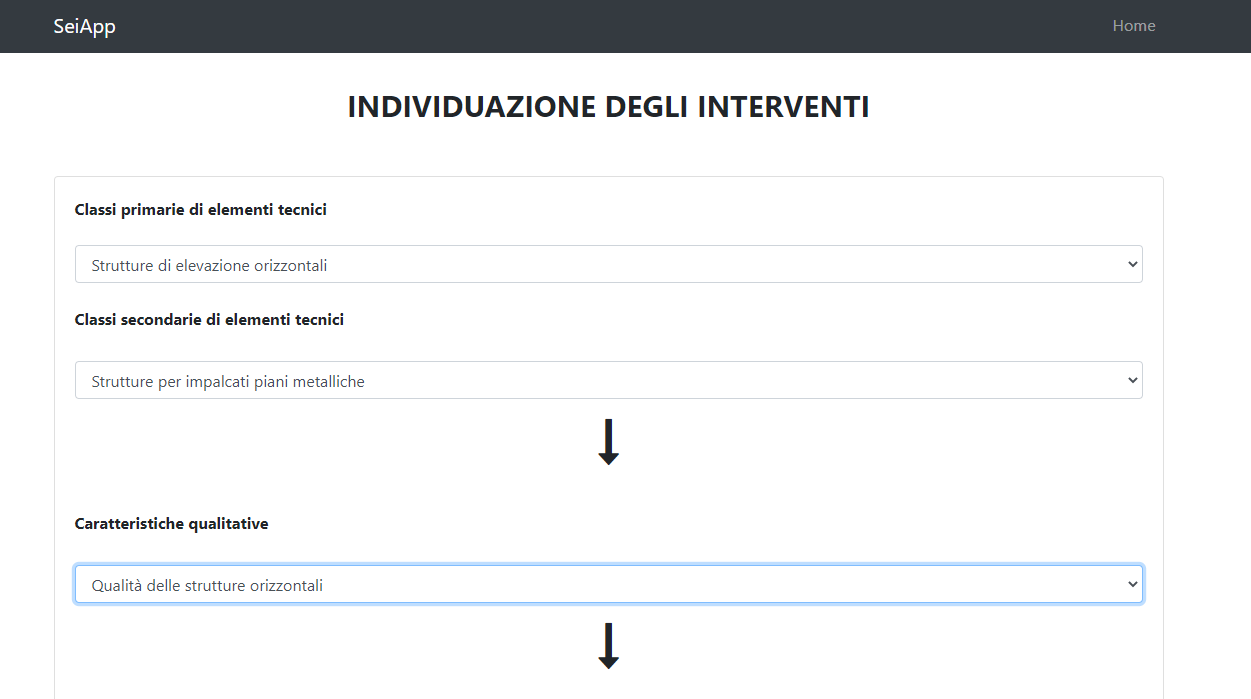 SeiApp
Home
INDIVIDUAZIONE DEGLI INTERVENTI
Classi primarie di elementi tecnici
Strutture di elevazione orizzontali
Classi secondarie di elementi tecnici
Strutture per impalcati piani metalliche
Caratteristiche qualitative
Qualità delle strutture orizzontali